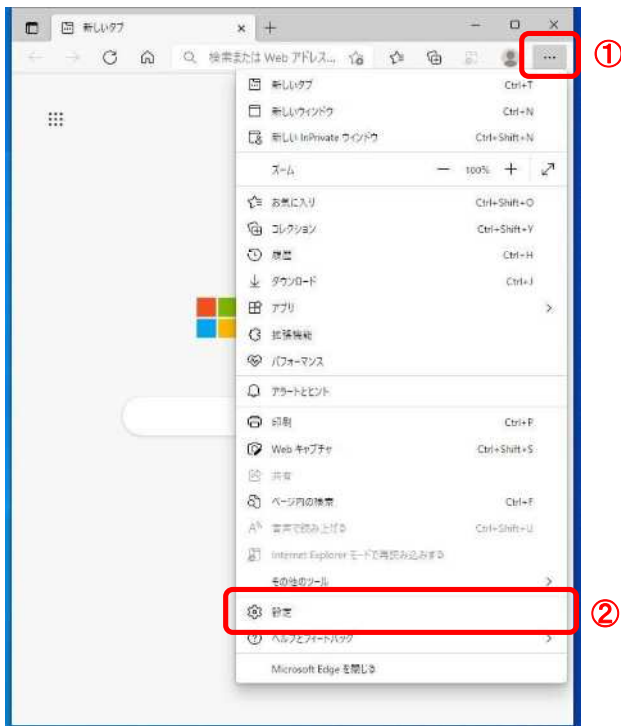 新しいタブ
検索または Web アドレス...
①
新しいタブ Ctrl+T
新しいウィンドウ Ctrl+N
新しい InPrivate ウィンドウ Ctrl+Shift+N
ズーム 100%
お気に入り Ctrl+Shift+O
コレクション Ctrl+Shift+Y
履歴 Ctrl+H
ダウンロード Ctrl+J
アプリ
拡張機能
パフォーマンス
アラートとヒント
印刷 Ctrl+P
Web キャプチャ Ctrl+Shift+S
共有
ページ内の検索 Ctrl+F
音声で読み上げる Ctrl+Shift+U
Internet Explorer モードで再読み込みする
その他のツール
設定
②
ヘルプとフィードバック
Microsoft Edge を閉じる